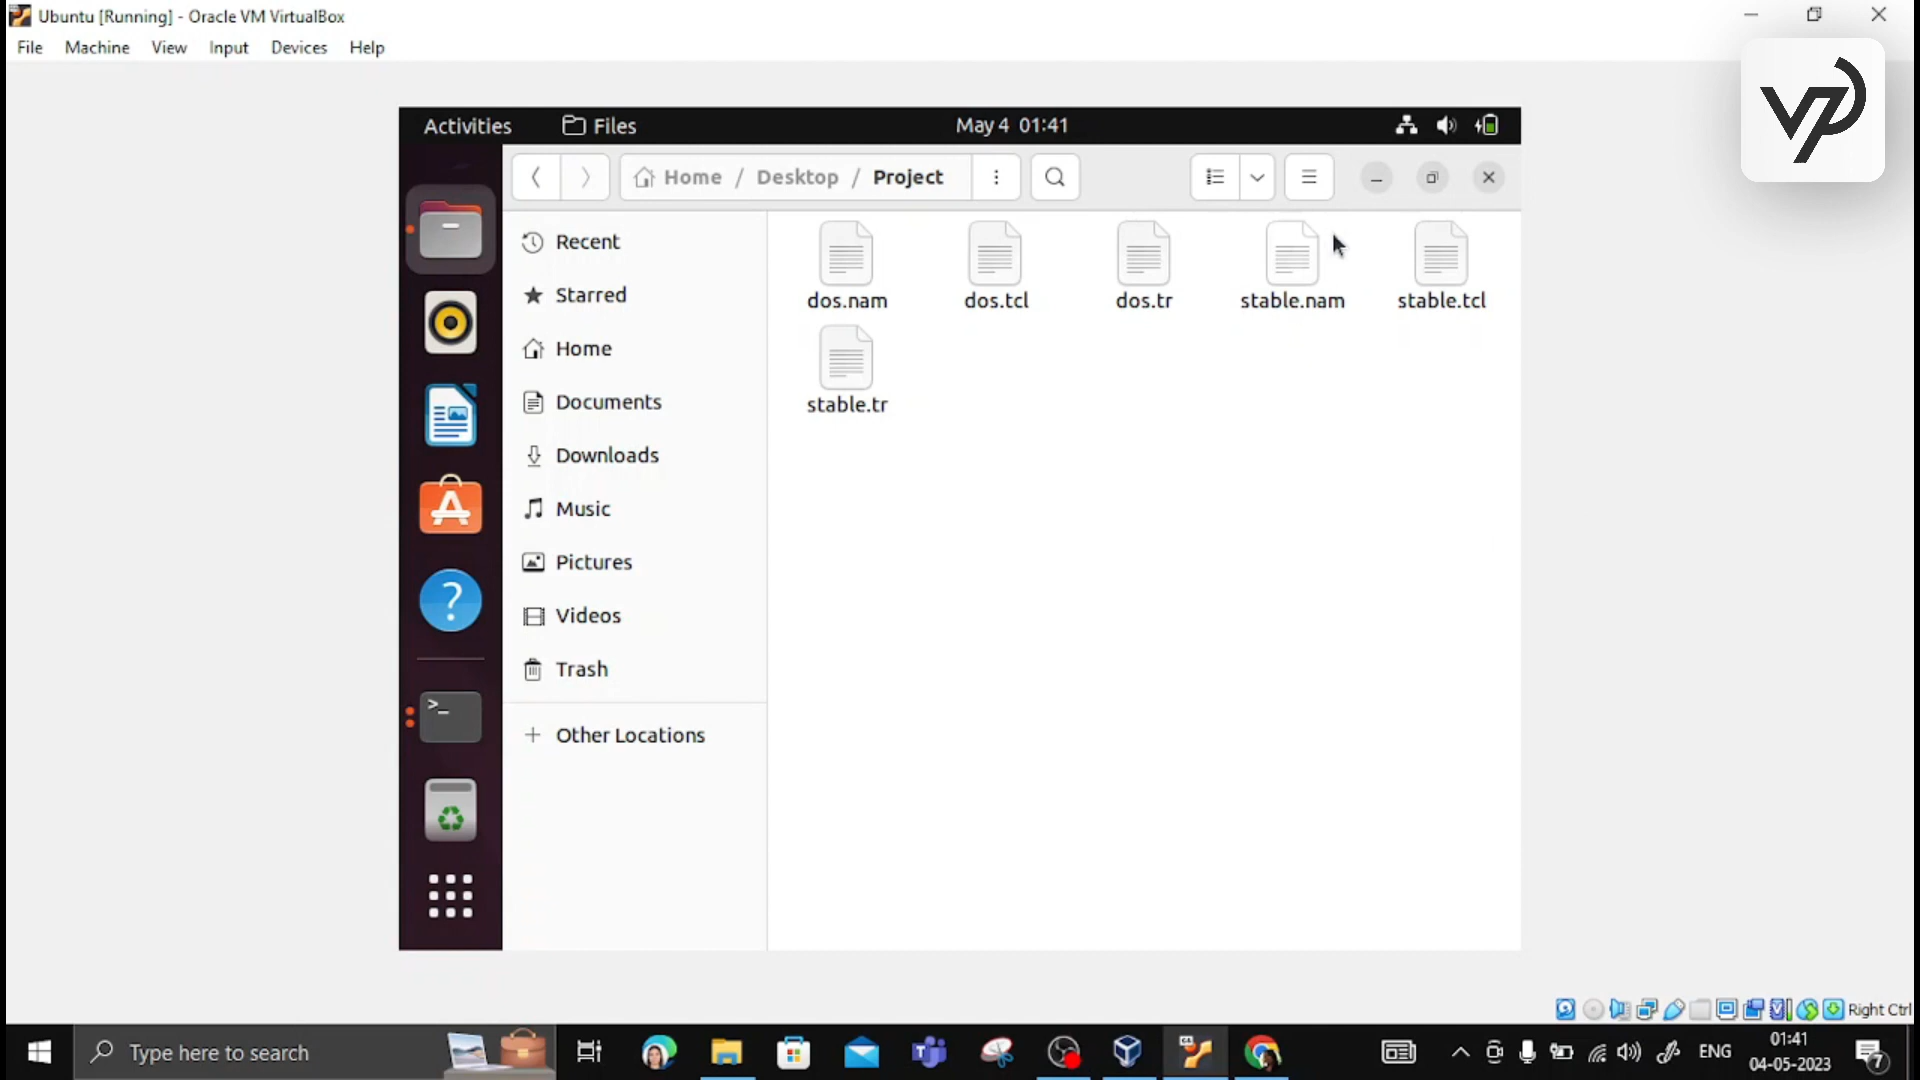 Ubuntu [Running] - Oracle VM VirtualBox
File Machine View Input Devices Help
VP
Activities Files May 4 01:41
Home / Desktop / Project
Recent
Starred
Home
Documents
Downloads
Music
Pictures
Videos
Trash
+ Other Locations
dos.nam dos.tcl dos.tr stable.nam stable.tcl
stable.tr
Right Ctrl
Type here to search
ENG
01:41
04-05-2023
7